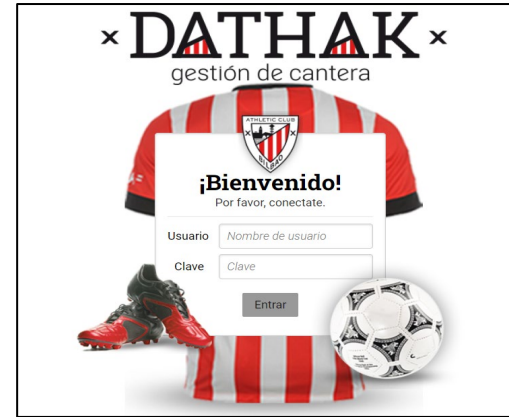 × DATHAK ×
gestión de cantera
ATHLETIC CLUB
BILBAO
¡Bienvenido!
Por favor, conectate.
Usuario Nombre de usuario
Clave Clave
Entrar